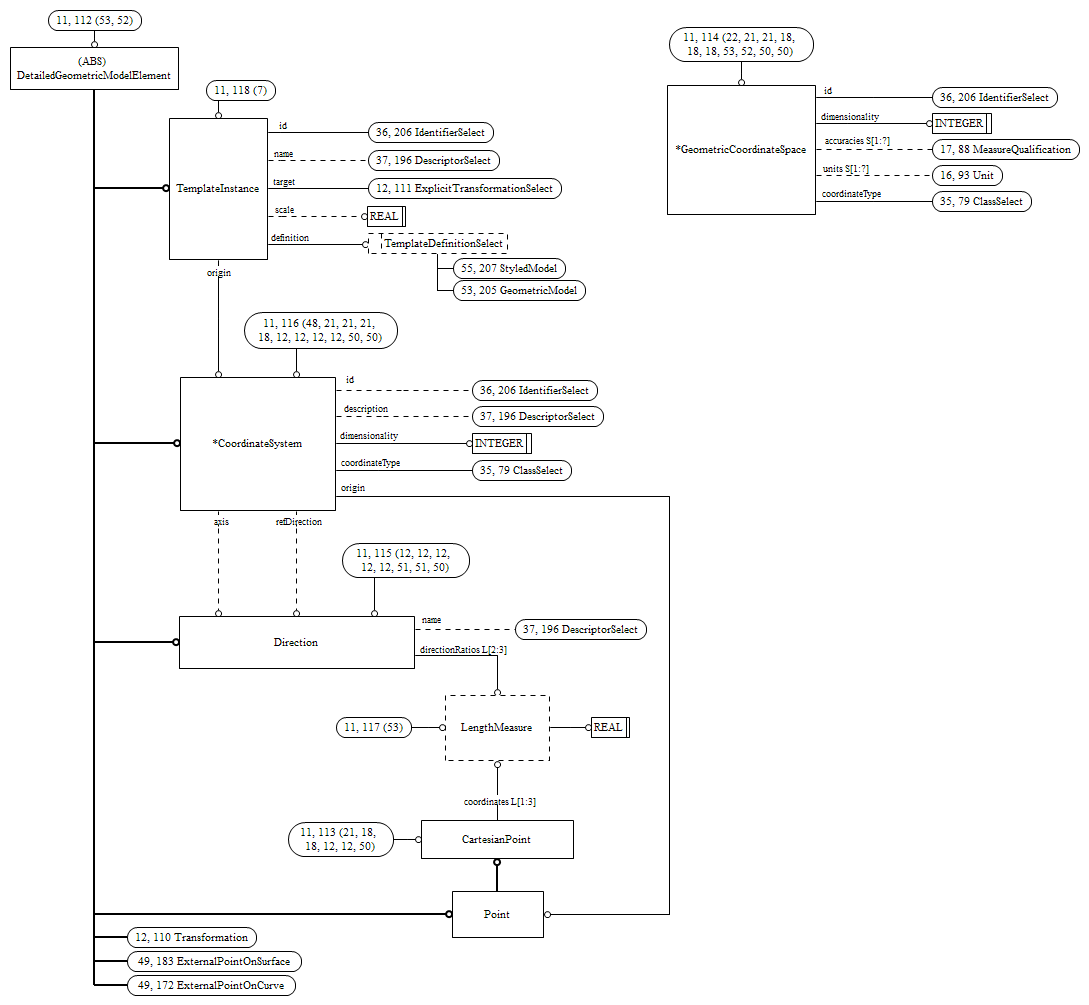 11, 112 (53, 52)
(ABS)
DetailedGeometricModelElement
11, 118 (7)
TemplateInstance
id
36, 206 IdentifierSelect
name
37, 196 DescriptorSelect
target
12, 111 ExplicitTransformationSelect
scale
REAL
definition
TemplateDefinitionSelect
55, 207 StyledModel
53, 205 GeometricModel
origin
11, 114 (22, 21, 21, 18,
18, 18, 53, 52, 50, 50)
*GeometricCoordinateSpace
id
36, 206 IdentifierSelect
dimensionality
INTEGER
accuracies S[1:?]
17, 88 MeasureQualification
units S[1:?]
16, 93 Unit
coordinateType
35, 79 ClassSelect
11, 116 (48, 21, 21, 21,
18, 12, 12, 12, 12, 50, 50)
*CoordinateSystem
id
36, 206 IdentifierSelect
description
37, 196 DescriptorSelect
dimensionality
INTEGER
coordinateType
35, 79 ClassSelect
origin
axis
refDirection
11, 115 (12, 12, 12,
12, 12, 51, 51, 50)
Direction
name
37, 196 DescriptorSelect
directionRatios L[2:3]
11, 117 (53)
LengthMeasure
REAL
coordinates L[1:3]
11, 113 (21, 18,
18, 12, 12, 50)
CartesianPoint
Point
12, 110 Transformation
49, 183 ExternalPointOnSurface
49, 172 ExternalPointOnCurve